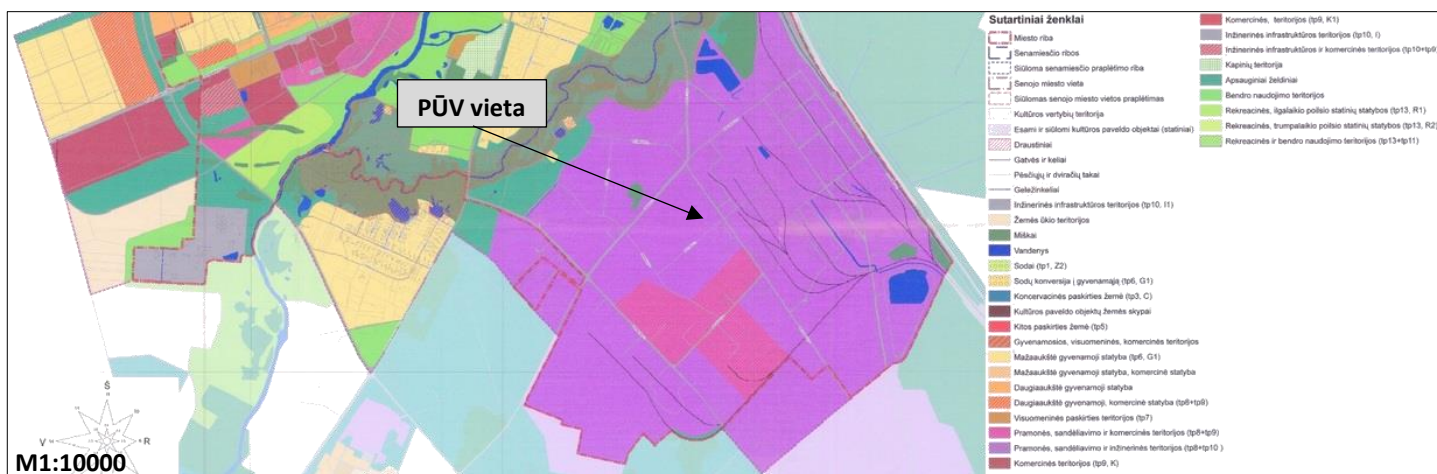 PŪV vieta
Š
V
R
M1:10000
Sutartiniai ženklai
Miesto riba
Senamiesčio ribos
Siūloma senamiesčio praplėtimo riba
Senojo miesto vieta
Siūlomas senojo miesto vietos praplėtimas
Kultūros vertybių teritorija
Esami ir siūlomi kultūros paveldo objektai (statiniai)
Draustiniai
Gatvės ir keliai
Pėsčiųjų ir dviračių takai
Geležinkeliai
Inžinerinės infrastruktūros teritorijos (tp10, I1)
Žemės ūkio teritorijos
Miškai
Vandenys
Sodai (tp1, Z2)
Sodų konversija į gyvenamąją (tp6, G1)
Koncervacinės paskirties žemė (tp3, C)
Kultūros paveldo objektų žemės skypai
Kitos paskirties žemė (tp5)
Gyvenamosios, visuomeninės, komercinės teritorijos
Mažaaukštė gyvenamoji statyba (tp6, G1)
Mažaaukštė gyvenamoji statyba, komercinė statyba
Daugiaaukštė gyvenamoji statyba
Daugiaaukštė gyvenamoji, komercinė statyba (tp8+tp9)
Visuomeninės paskirties teritorijos (tp7)
Pramonės, sandėliavimo ir komercinės teritorijos (tp8+tp9)
Pramonės, sandėliavimo ir inžinerinės teritorijos (tp8+tp10 )
Komercinės teritorijos (tp9, K)
Komercinės, teritorijos (tp9, K1)
Inžinerinės infrastruktūros teritorijos (tp10, I)
Inžinerinės infrastruktūros ir komercinės teritorijos (tp10+tp9)
Kapinių teritorija
Apsauginiai želdiniai
Bendro naudojimo teritorijos
Rekreacinės, ilgalaikio poilsio statinių statybos (tp13, R1)
Rekreacinės, trumpalaikio poilsio statinių statybos (tp13, R2)
Rekreacinės ir bendro naudojimo teritorijos (tp13+tp11)